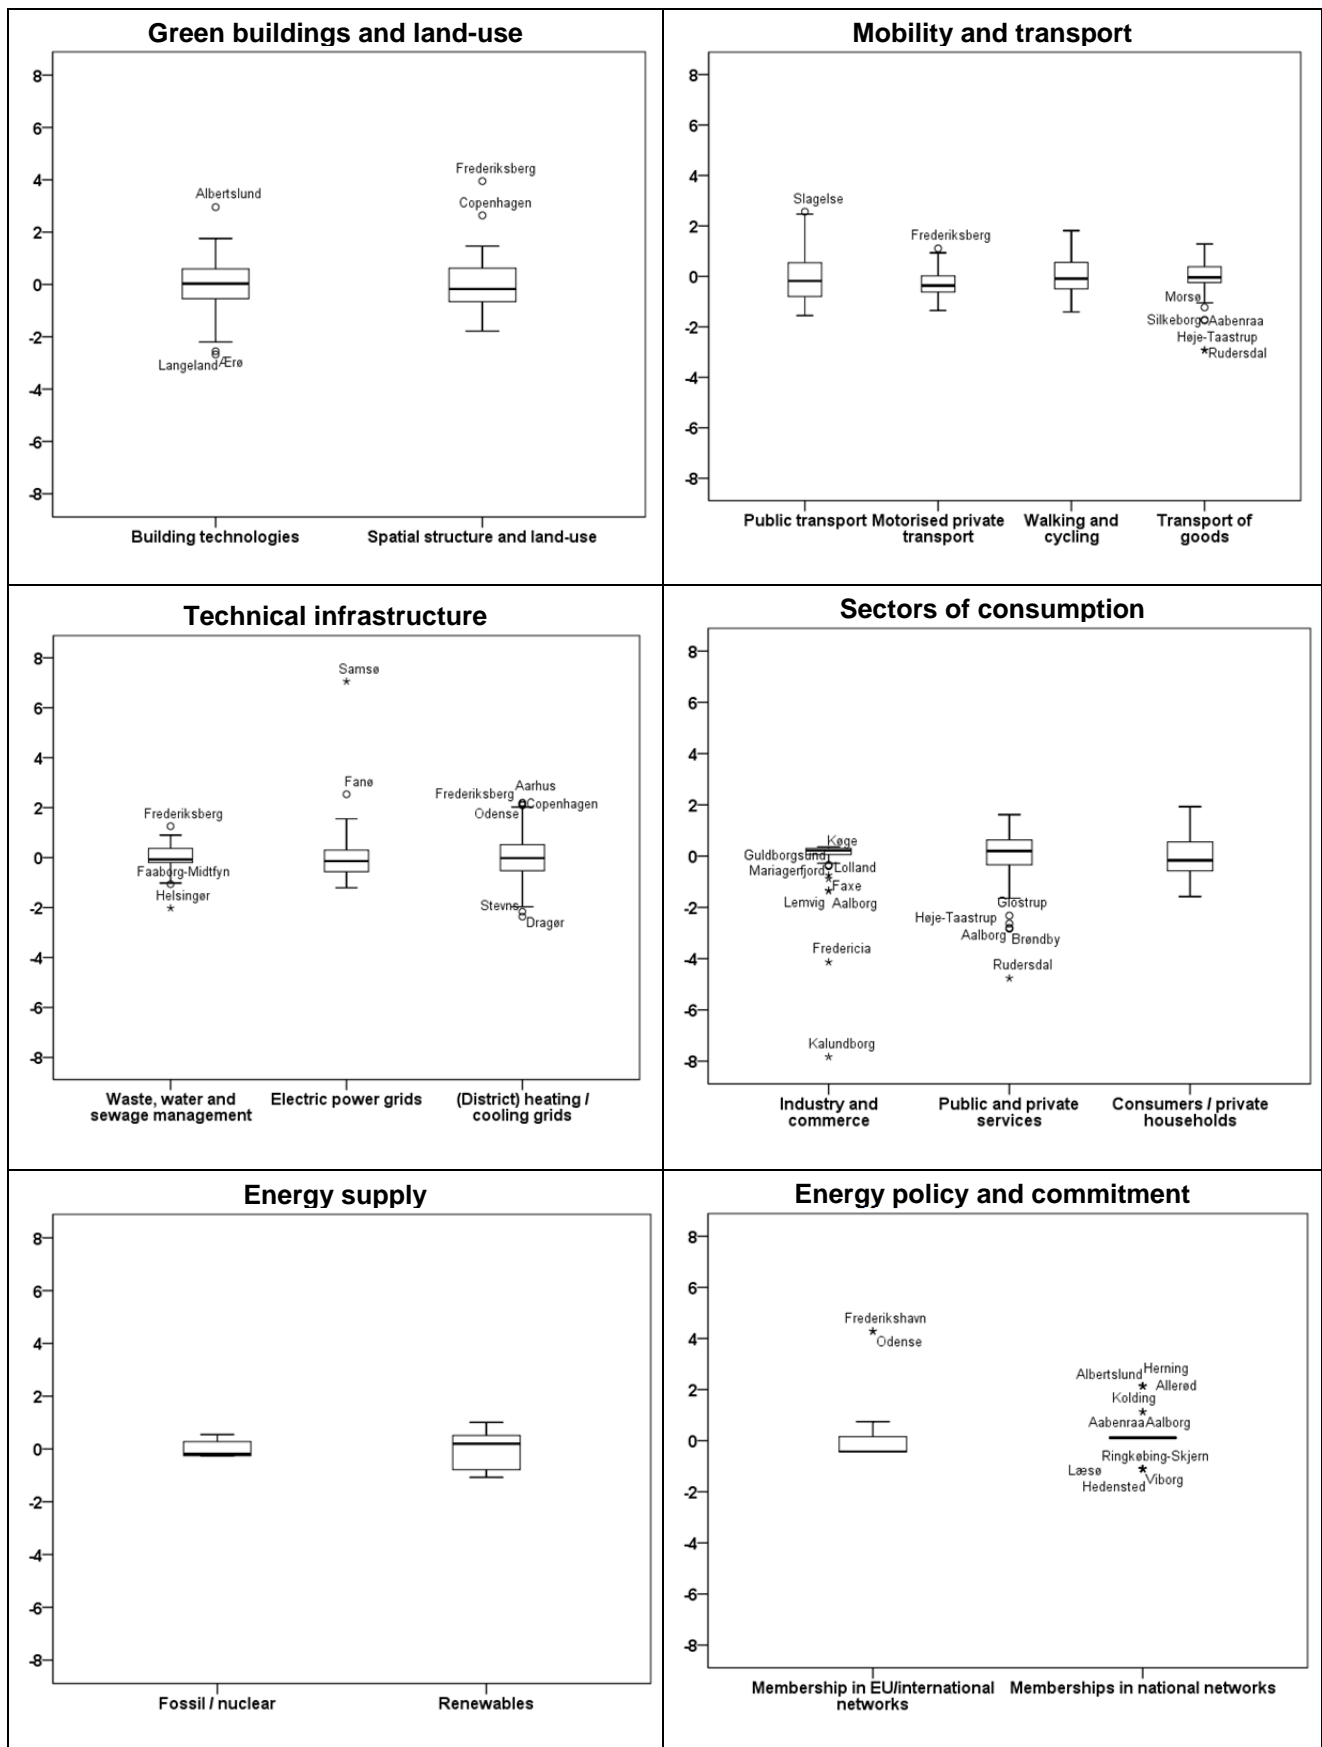 Green buildings and land-use
8
6
4
2
0
-2
-4
-6
-8
Albertslund
Langeland Ærø
Frederiksberg
Copenhagen
Building technologies
Spatial structure and land-use
Mobility and transport
8
6
4
2
0
-2
-4
-6
-8
Slagelse
Frederiksberg
Morsø
Silkeborg Aabenraa
Høje-Taastrup
Rudersdal
Public transport
Motorised private
transport
Walking and
cycling
Transport of
goods
Technical infrastructure
8
6
4
2
0
-2
-4
-6
-8
Frederiksberg
Faaborg-Midtfyn
Helsingør
Samsø
Fanø
Aarhus
Frederiksberg
Copenhagen
Odense
Stevns
Dragør
Waste, water and
sewage management
Electric power grids
(District) heating /
cooling grids
Sectors of consumption
8
6
4
2
0
-2
-4
-6
-8
Køge
Guldborgsund
Mariagerfjord Lolland
Faxe
Lemvig Aalborg
Fredericia
Kalundborg
Glostrup
Høje-Taastrup
Aalborg Brøndby
Rudersdal
Industry and
commerce
Public and private
services
Consumers / private
households
Energy supply
8
6
4
2
0
-2
-4
-6
-8
Fossil / nuclear
Renewables
Energy policy and commitment
8
6
4
2
0
-2
-4
-6
-8
Frederikshavn
Odense
Herning
Albertslund
Allerød
Kolding
Aabenraa Aalborg
Ringkøbing-Skjern
Læsø
Viborg
Hedensted
Membership in EU/international
networks
Memberships in national networks